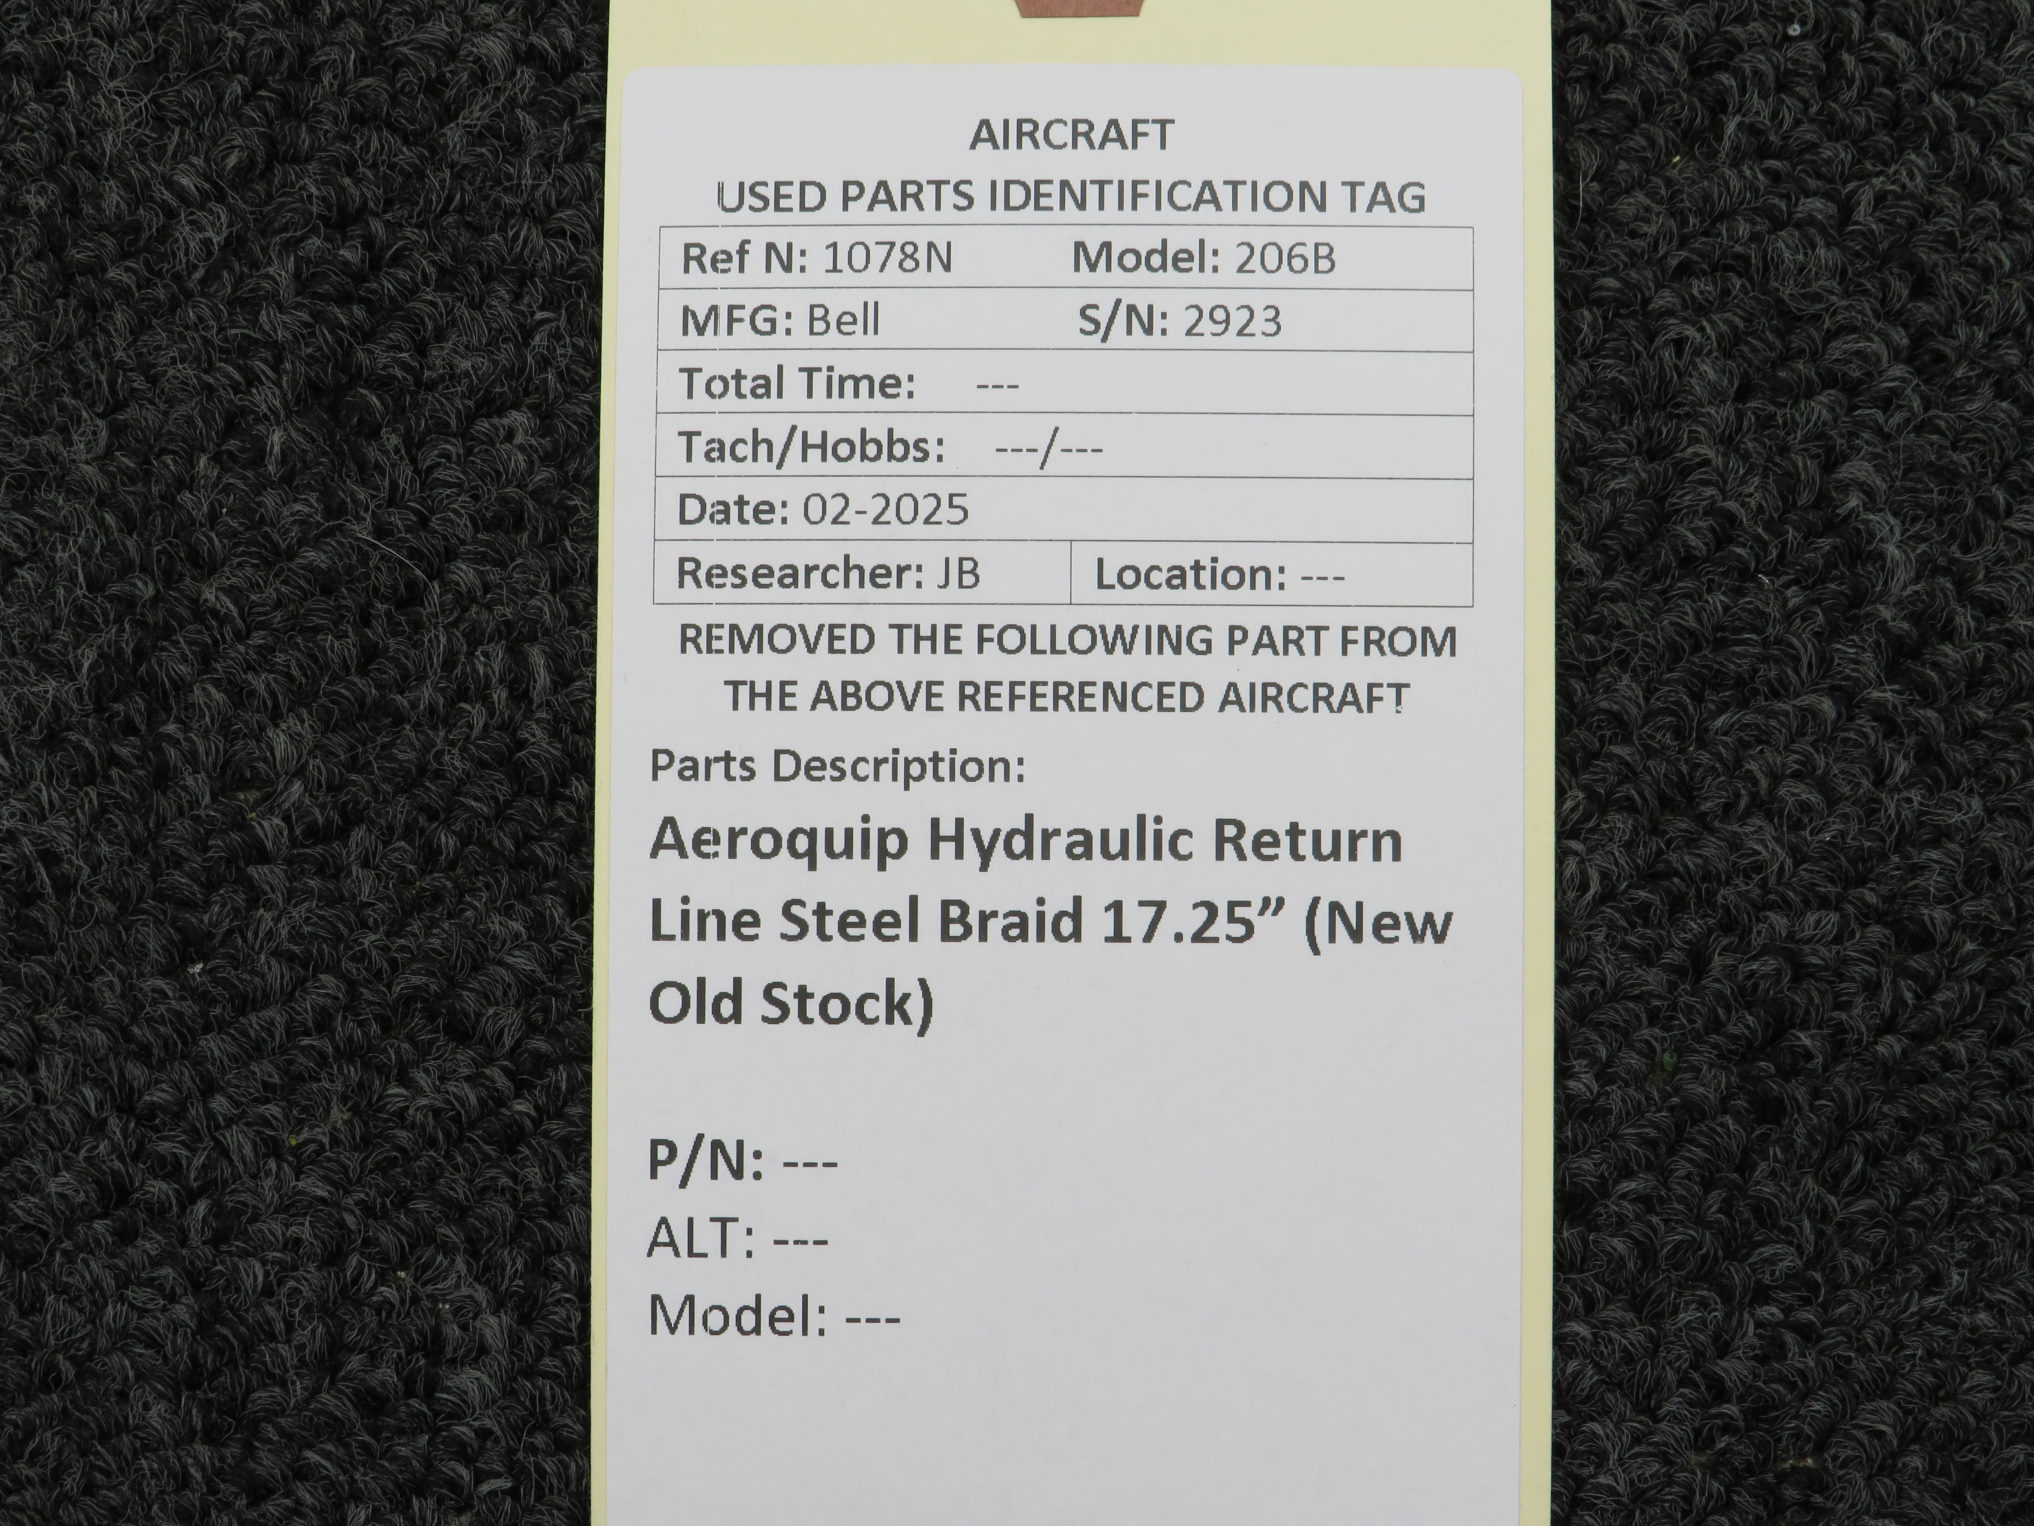 AIRCRAFT
USED PARTS IDENTIFICATION TAG
Ref N: 1078N Model: 206B
MFG: Bell S/N: 2923
Total Time: ---
Tach/Hobbs: ---/---
Date: 02-2025
Researcher: JB Location: ---
REMOVED THE FOLLOWING PART FROM
THE ABOVE REFERENCED AIRCRAFT
Parts Description:
Aeroquip Hydraulic Return
Line Steel Braid 17.25” (New
Old Stock)
P/N: ---
ALT: ---
Model: ---